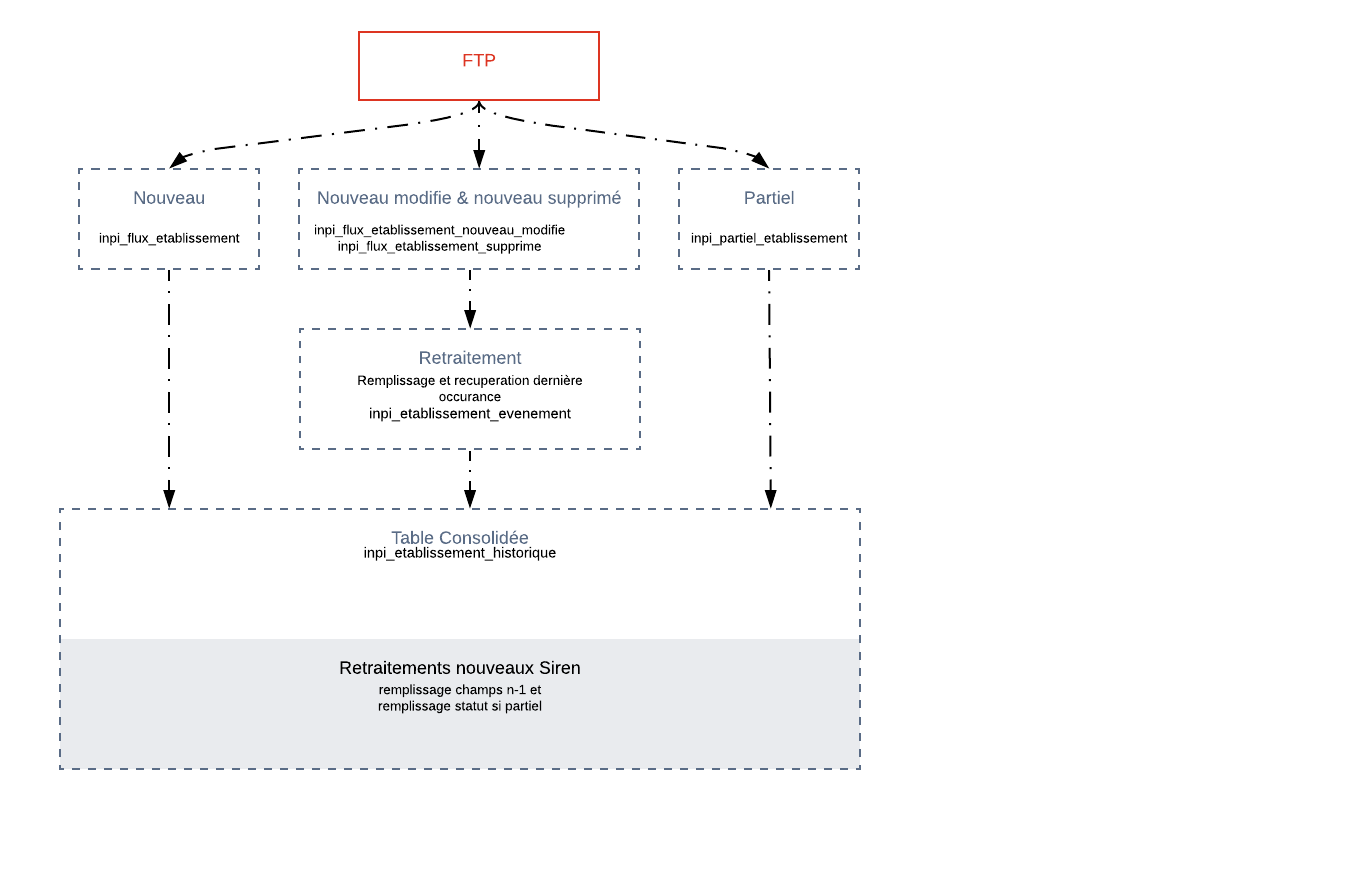 FTP
Nouveau
inpi_flux_etablissement
Nouveau modifie & nouveau supprimé
inpi_flux_etablissement_nouveau_modifie
inpi_flux_etablissement_supprime
Partiel
inpi_partiel_etablissement
Retraitement
Remplissage et recuperation dernière
occurance
inpi_etablissement_evenement
Table Consolidée
inpi_etablissement_historique
Retraitements nouveaux Siren
remplissage champs n-1 et
remplissage statut si partiel